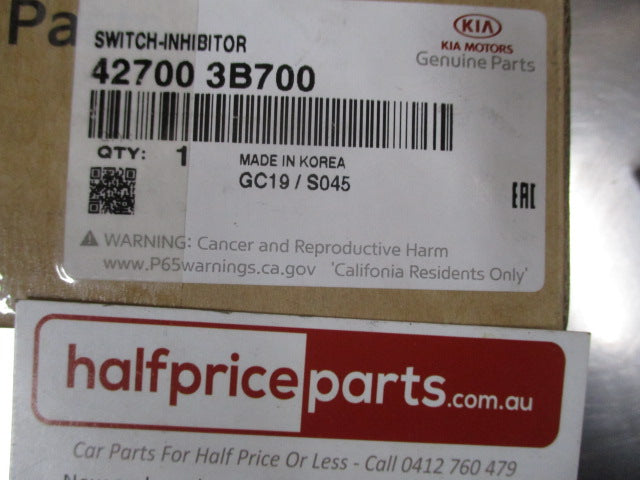 Pa
SWITCH-INHIBITOR
42700 3B700
KIA
KIA MOTORS
Genuine Parts
QTY: 1
MADE IN KOREA
GC19 / S045
EAC
WARNING: Cancer and Reproductive Harm
www.P65warnings.ca.gov 'Califonia Residents Only'
halfpriceparts.com.au
Car Parts For Half Price Or Less - Call 0412 760 479